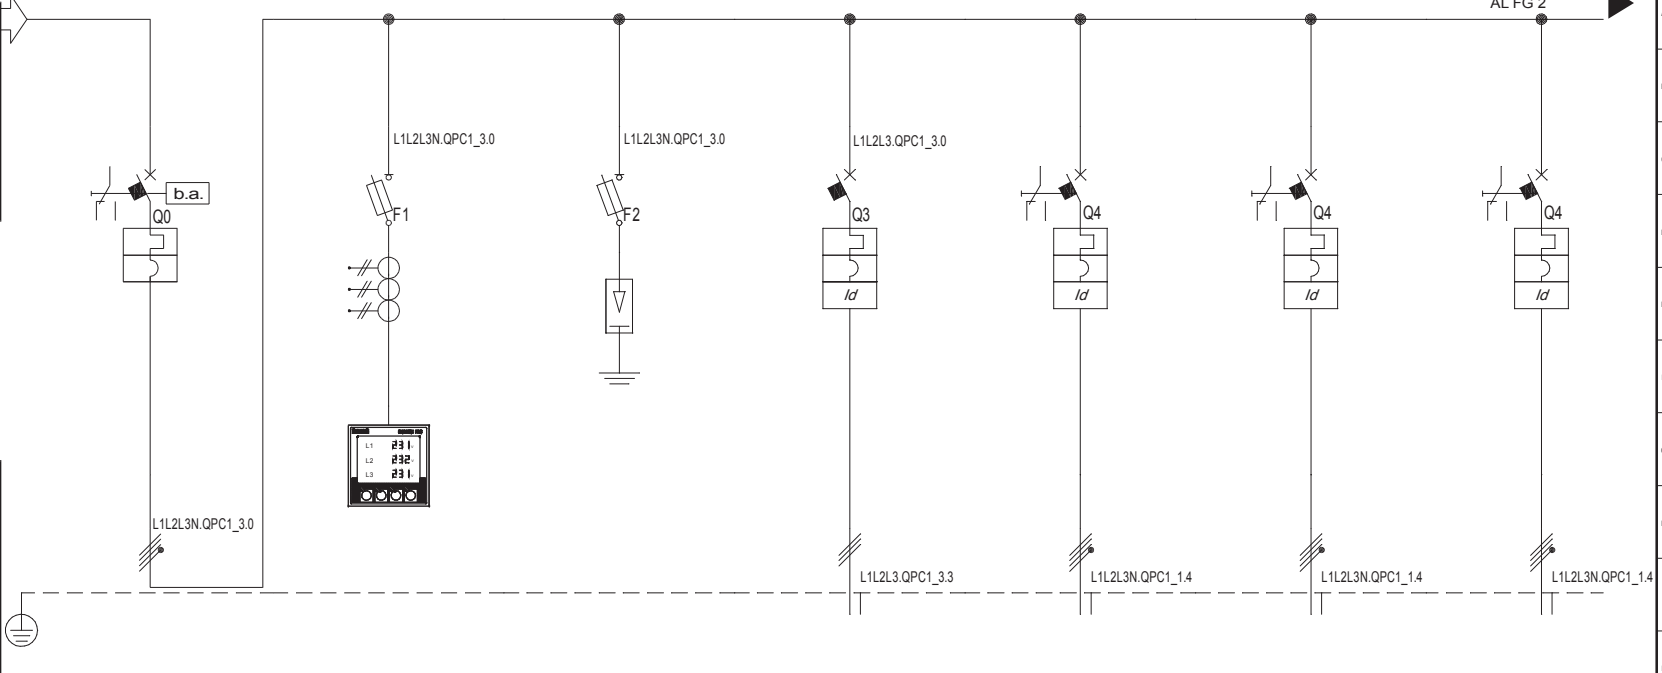 AL FG 2
L1L2L3N.QPC1_3.0
L1L2L3N.QPC1_3.0
L1L2L3.QPC1_3.0
b.a.
Q0
F1
F2
Q3
Q4
Q4
Q4
Id
Id
Id
Id
L1 231
L2 232
L3 231
L1L2L3N.QPC1_3.0
L1L2L3.QPC1_3.3
L1L2L3N.QPC1_1.4
L1L2L3N.QPC1_1.4
L1L2L3N.QPC1_1.4